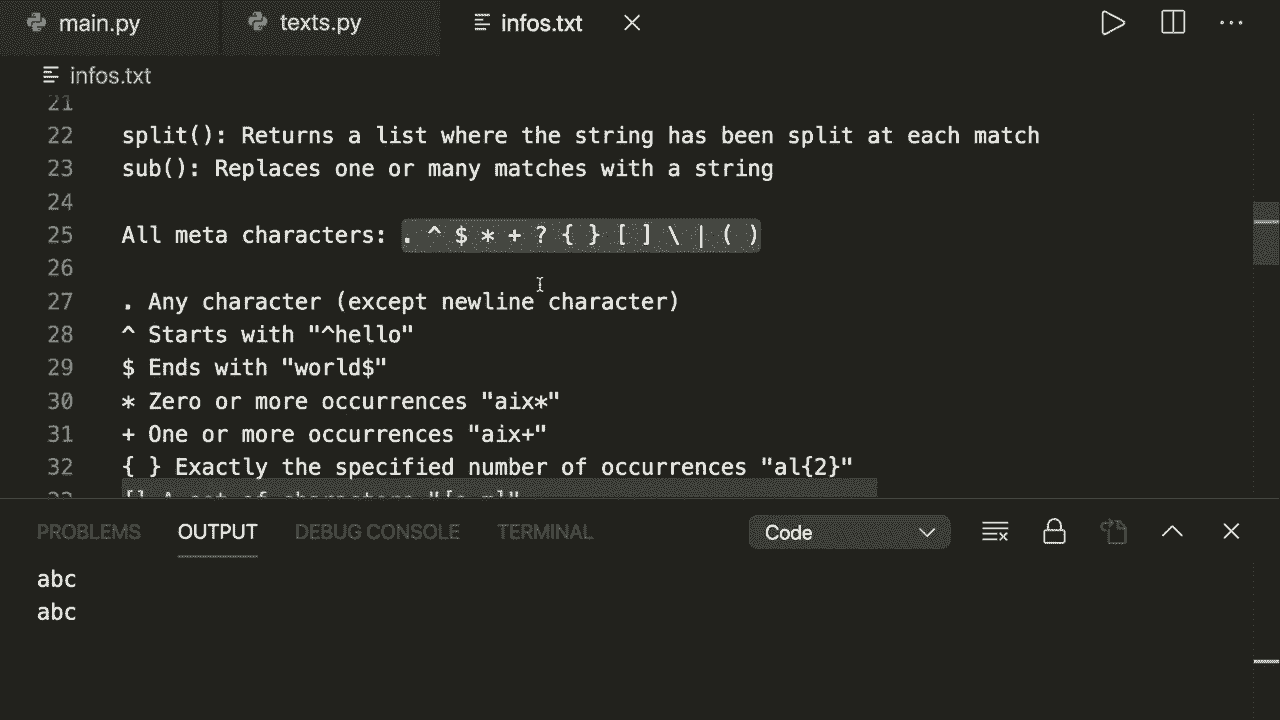 main.py texts.py infos.txt
infos.txt
21
22 split(): Returns a list where the string has been split at each match
23 sub(): Replaces one or many matches with a string
24
25 All meta characters: . ^ $ * + ? { } [ ] \ | ( )
26
27 . Any character (except newline character)
28 ^ Starts with "^hello"
29 $ Ends with "world$"
30 * Zero or more occurrences "aix*"
31 + One or more occurrences "aix+"
32 { } Exactly the specified number of occurrences "al{2}"
33 [] A set of characters "[a-m]"
PROBLEMS OUTPUT DEBUG CONSOLE TERMINAL Code
abc
abc